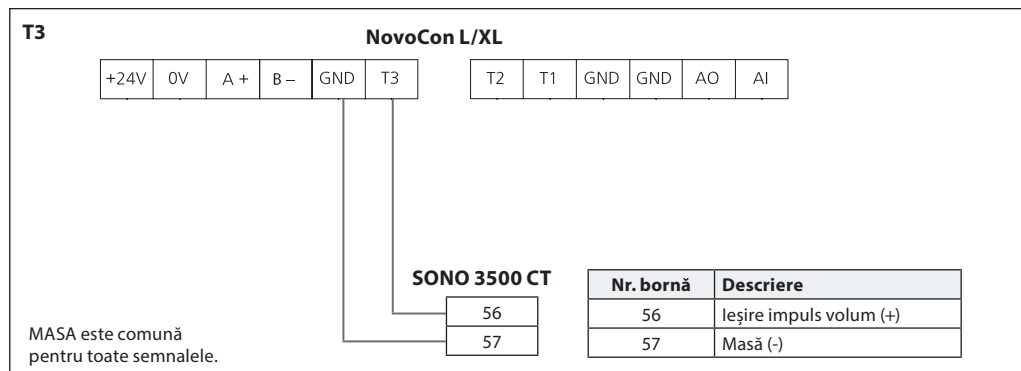 T3
NovoCon L/XL
+24V 0V A + B – GND T3 T2 T1 GND GND AO AI
SONO 3500 CT
56
57
Nr. bornă Descriere
56 Ieșire impuls volum (+)
57 Masă (-)
MASA este comună
pentru toate semnalele.